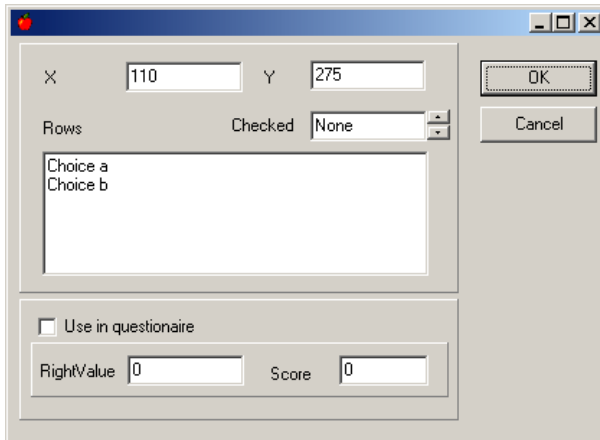 X 110 Y 275
OK
Rows Checked None
Cancel
Choice a
Choice b
Use in questionaire
RightValue 0 Score 0